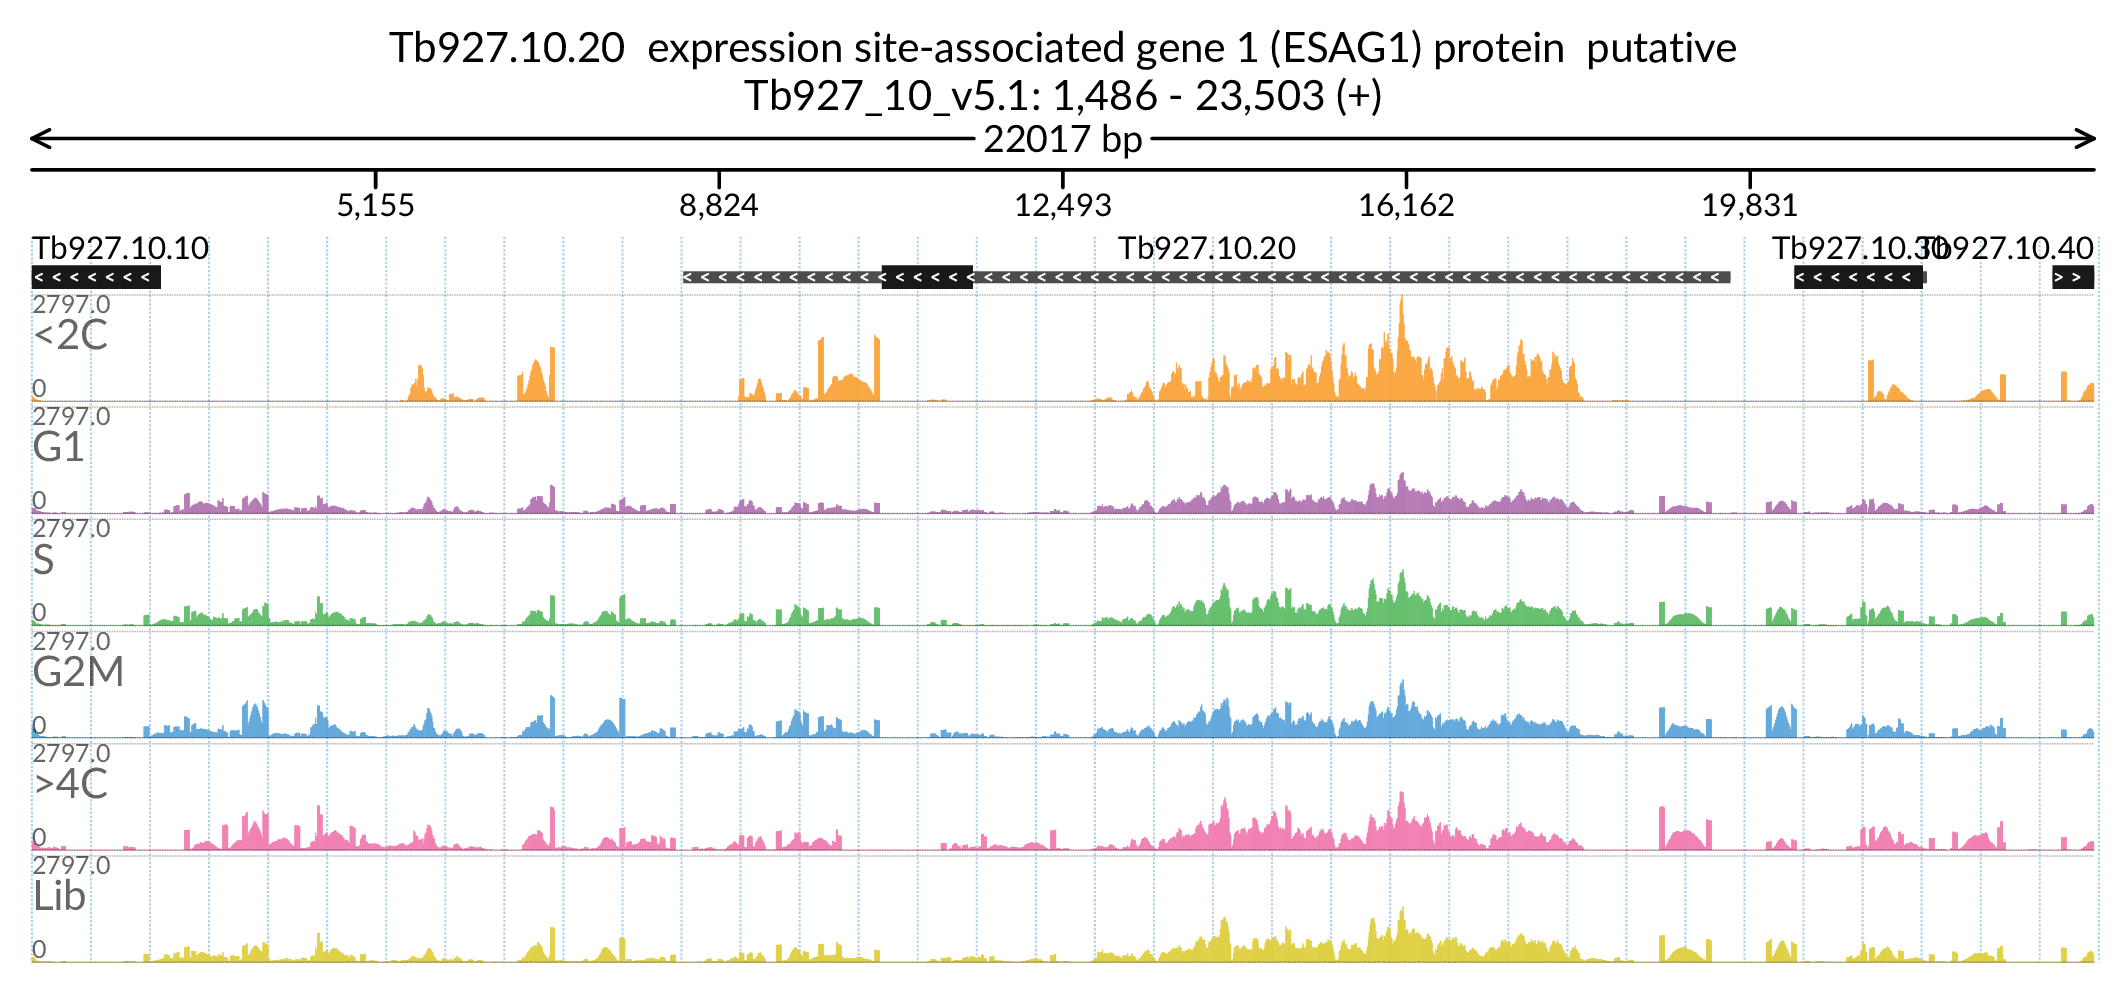 Tb927.10.20  expression site-associated gene 1 (ESAG1) protein  putative
Tb927_10_v5.1: 1,486 - 23,503 (+)
22017 bp
5,155 8,824 12,493 16,162 19,831
Tb927.10.10 Tb927.10.20 Tb927.10.30 Tb927.10.40
2797.0
<2C
0
2797.0
G1
0
2797.0
S
0
2797.0
G2M
0
2797.0
>4C
0
2797.0
Lib
0